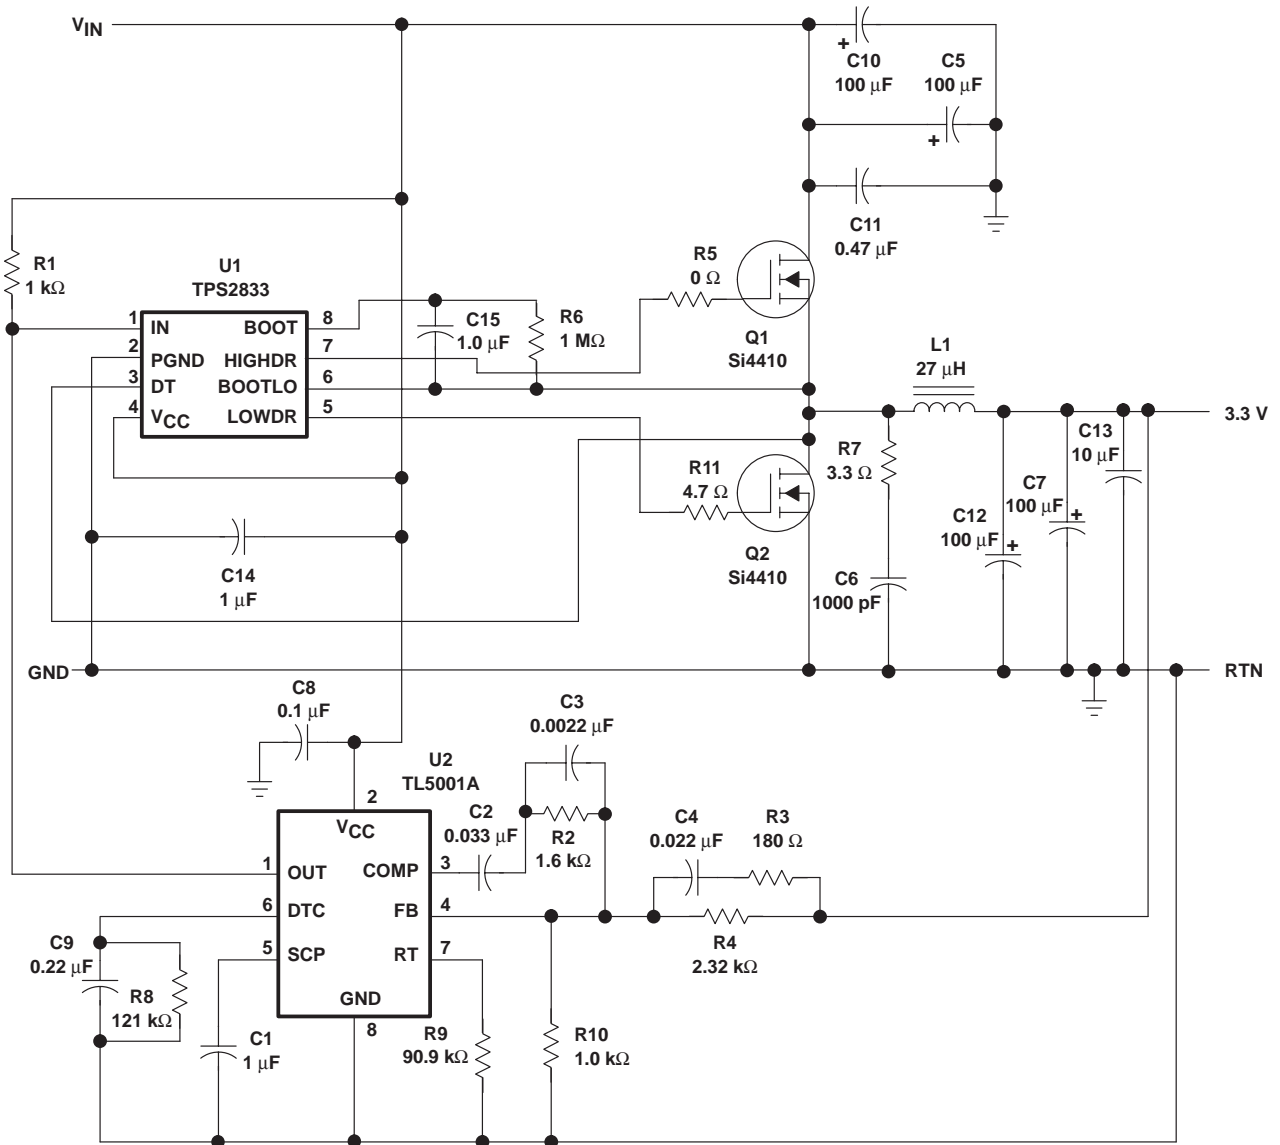 VIN
+
C10
100 µF
C5
100 µF
+
C11
0.47 µF
R1
1 kΩ
U1
TPS2833
1
IN
BOOT
8
2
PGND
HIGHDR
7
3
DT
BOOTLO
6
4
VCC
LOWDR
5
C15
1.0 µF
R6
1 MΩ
R5
0 Ω
Q1
Si4410
L1
27 µH
3.3 V
R11
4.7 Ω
R7
3.3 Ω
C13
10 µF
C7
100 µF
+
C12
100 µF
+
Q2
Si4410
C6
1000 pF
C14
1 µF
GND
RTN
C8
0.1 µF
C3
0.0022 µF
U2
TL5001A
2
VCC
C2
0.033 µF
R2
1.6 kΩ
C4
0.022 µF
R3
180 Ω
1
OUT
COMP
3
6
DTC
FB
4
5
SCP
RT
7
GND
8
R4
2.32 kΩ
C9
0.22 µF
R8
121 kΩ
C1
1 µF
R9
90.9 kΩ
R10
1.0 kΩ